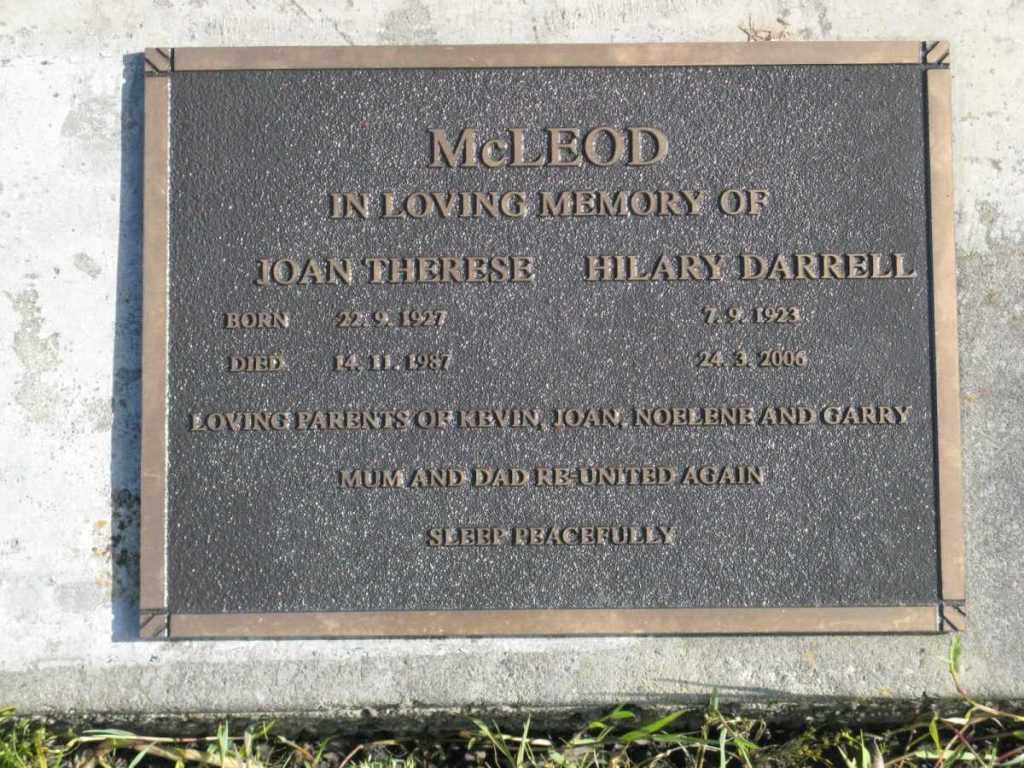 McLEOD
IN LOVING MEMORY OF
JOAN THERESE HILARY DARRELL
BORN 22. 9. 1927 7. 9. 1923
DIED 14. 11. 1987 24. 3. 2006
LOVING PARENTS OF KEVIN, JOAN, NOELENE AND GARRY
MUM AND DAD RE-UNITED AGAIN
SLEEP PEACEFULLY